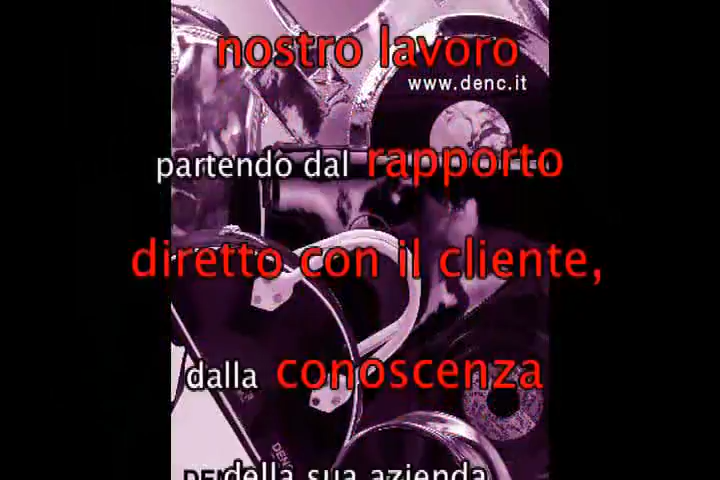 nostro lavoro
www.denc.it
partendo dal rapporto
diretto con il cliente,
dalla conoscenza
della sua azienda